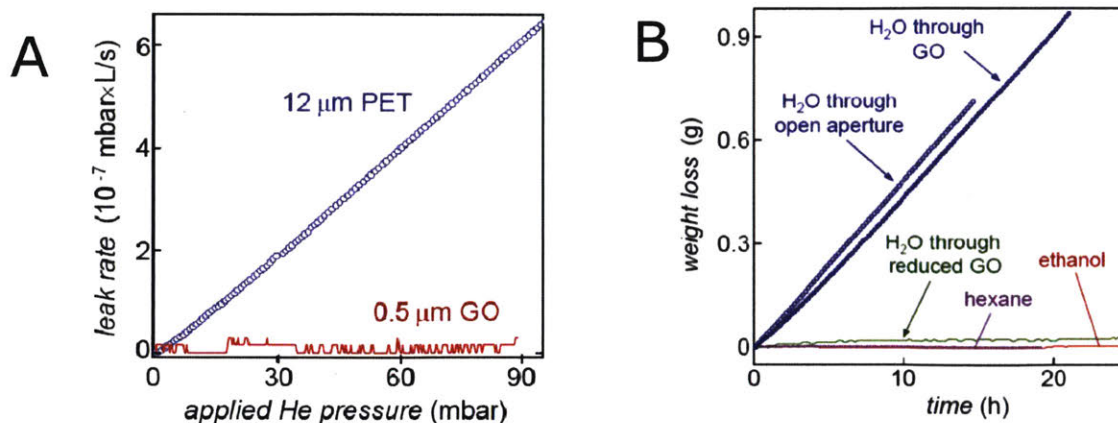 A
leak rate (10⁻⁷ mbar×L/s)
6
4
2
0
12 μm PET
0.5 μm GO
0
30
60
90
applied He pressure (mbar)
B
weight loss (g)
0.9
0.6
0.3
0
H₂O through
GO
H₂O through
open aperture
H₂O through
reduced GO
hexane
ethanol
0
10
20
time (h)